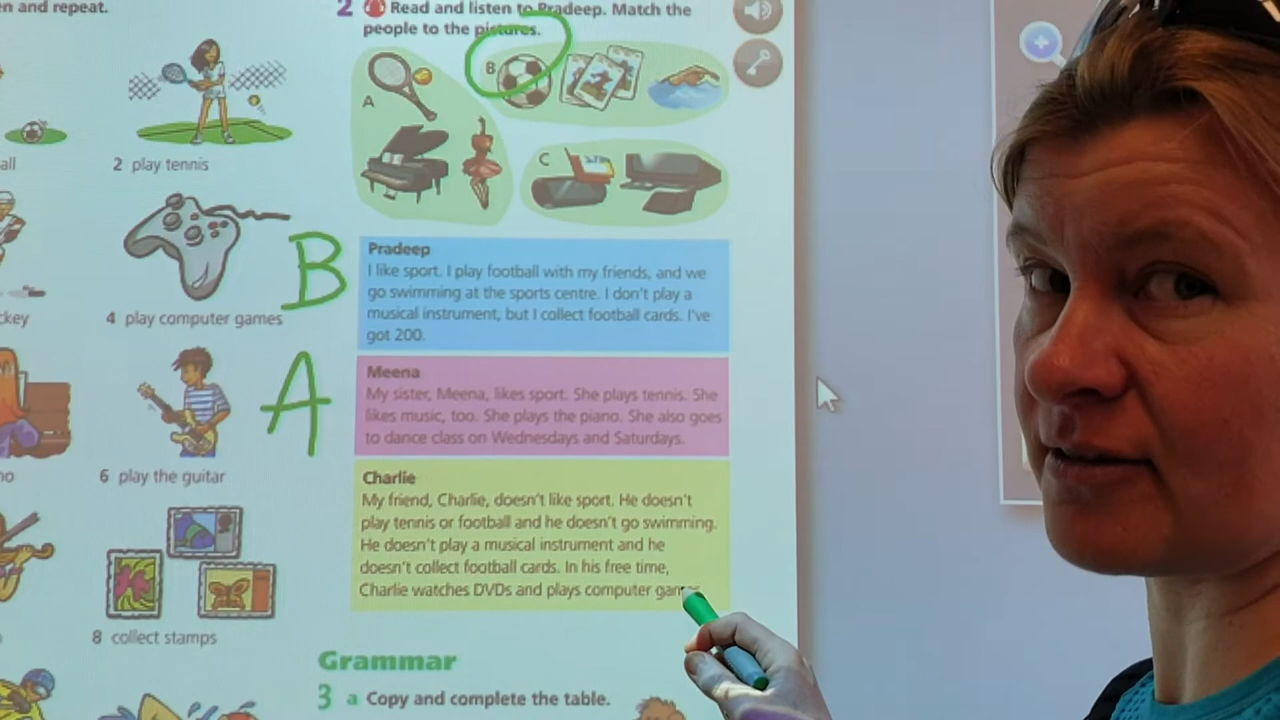 n and repeat.
2 Read and listen to Pradeep. Match the
people to the pictures.
A
B
C
all
2 play tennis
ckey
4 play computer games
no
6 play the guitar
8 collect stamps
B
Pradeep
I like sport. I play football with my friends, and we
go swimming at the sports centre. I don't play a
musical instrument, but I collect football cards. I've
got 200.
A
Meena
My sister, Meena, likes sport. She plays tennis. She
likes music, too. She plays the piano. She also goes
to dance class on Wednesdays and Saturdays.
Charlie
My friend, Charlie, doesn't like sport. He doesn't
play tennis or football and he doesn't go swimming.
He doesn't play a musical instrument and he
doesn't collect football cards. In his free time,
Charlie watches DVDs and plays computer games
Grammar
3 a Copy and complete the table.